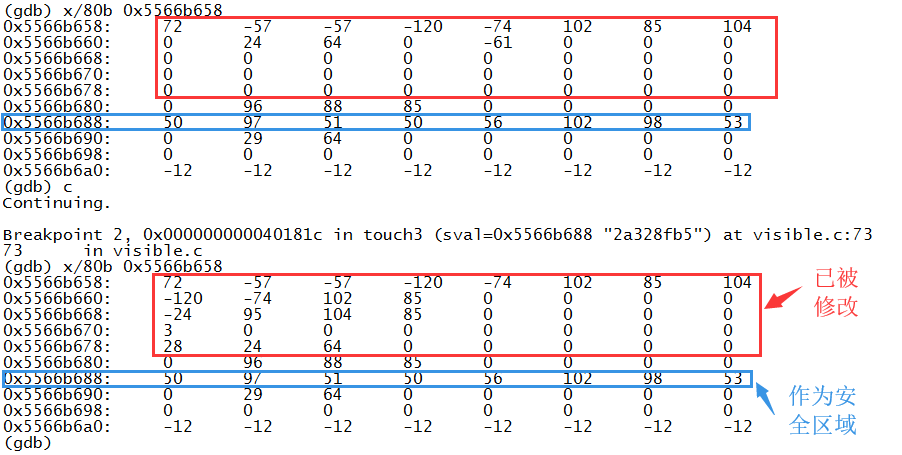 (gdb) x/80b 0x5566b658
0x5566b658: 72 -57 -57 -120 -74 102 85 104
0x5566b660: 0 24 64 0 -61 0 0 0
0x5566b668: 0 0 0 0 0 0 0 0
0x5566b670: 0 0 0 0 0 0 0 0
0x5566b678: 0 0 0 0 0 0 0 0
0x5566b680: 0 96 88 85 0 0 0 0
0x5566b688: 50 97 51 50 56 102 98 53
0x5566b690: 0 29 64 0 0 0 0 0
0x5566b698: 0 0 0 0 0 0 0 0
0x5566b6a0: -12 -12 -12 -12 -12 -12 -12 -12
(gdb) c
Continuing.
Breakpoint 2, 0x000000000040181c in touch3 (sval=0x5566b688 "2a328fb5") at visible.c:73
73 in visible.c
(gdb) x/80b 0x5566b658
0x5566b658: 72 -57 -57 -120 -74 102 85 104
0x5566b660: -120 -74 102 85 0 0 0 0
0x5566b668: -24 95 104 85 0 0 0 0
0x5566b670: 3 0 0 0 0 0 0 0
0x5566b678: 28 24 64 0 0 0 0 0
0x5566b680: 0 96 88 85 0 0 0 0
0x5566b688: 50 97 51 50 56 102 98 53
0x5566b690: 0 29 64 0 0 0 0 0
0x5566b698: 0 0 0 0 0 0 0 0
0x5566b6a0: -12 -12 -12 -12 -12 -12 -12 -12
(gdb)
已被
修改
作为安
全区域